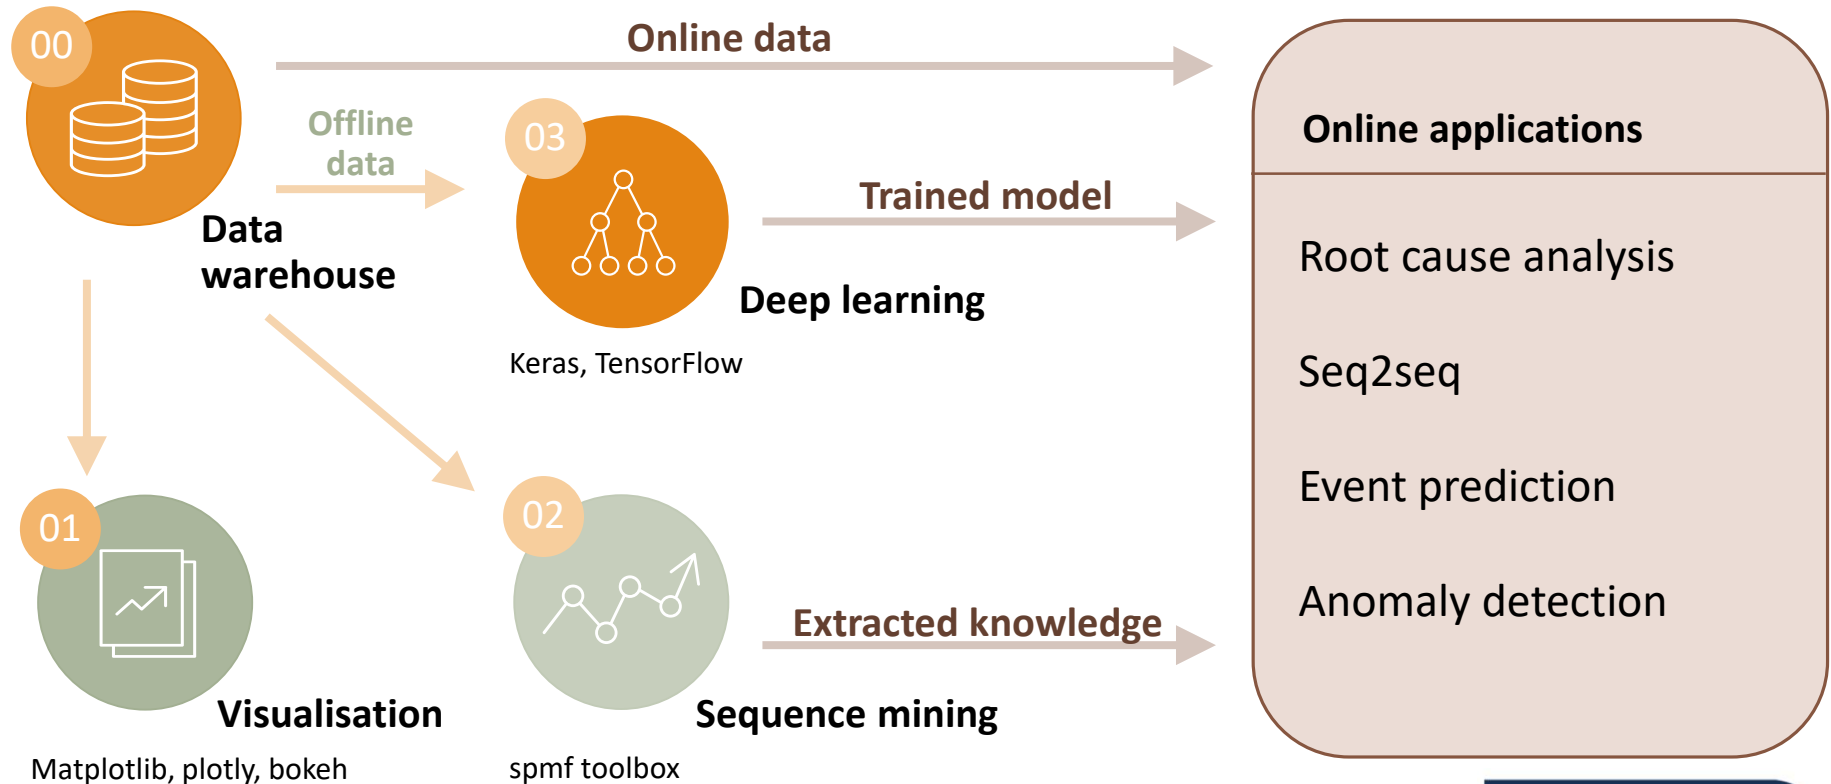 00
Online data
Offline
data
03
Online applications
Trained model
Data
warehouse
Root cause analysis
Deep learning
Keras, TensorFlow
Seq2seq
01
02
Event prediction
Anomaly detection
Extracted knowledge
Visualisation
Sequence mining
Matplotlib, plotly, bokeh
spmf toolbox